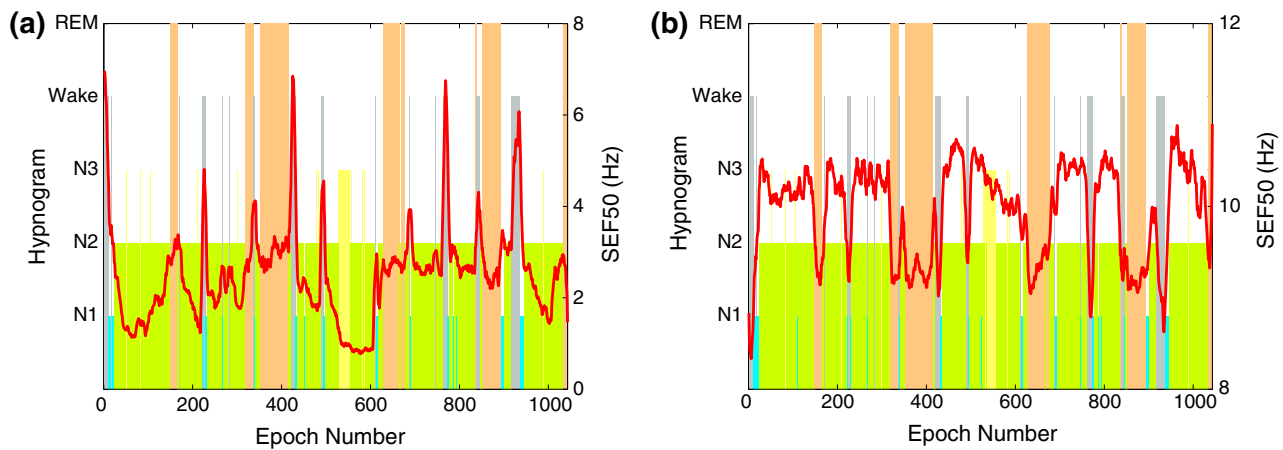 (a)
REM
Wake
N3
N2
N1
Hypnogram
8
6
4
2
0
SEF50 (Hz)
0 200 400 600 800 1000
Epoch Number
(b)
REM
Wake
N3
N2
N1
Hypnogram
12
10
8
SEF50 (Hz)
0 200 400 600 800 1000
Epoch Number